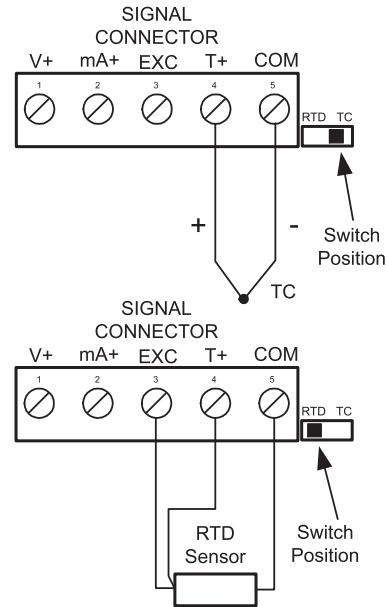 SIGNAL
CONNECTOR
V+ mA+ EXC T+ COM
1 2 3 4 5
RTD TC
+ -
Switch
Position
TC
SIGNAL
CONNECTOR
V+ mA+ EXC T+ COM
1 2 3 4 5
RTD TC
RTD
Sensor
Switch
Position